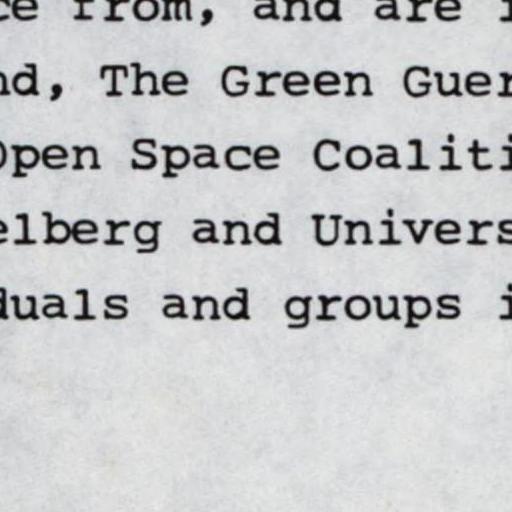 ce from, and are i
nd, The Green Guer
Open Space Coaliti
elberg and Univers
duals and groups i